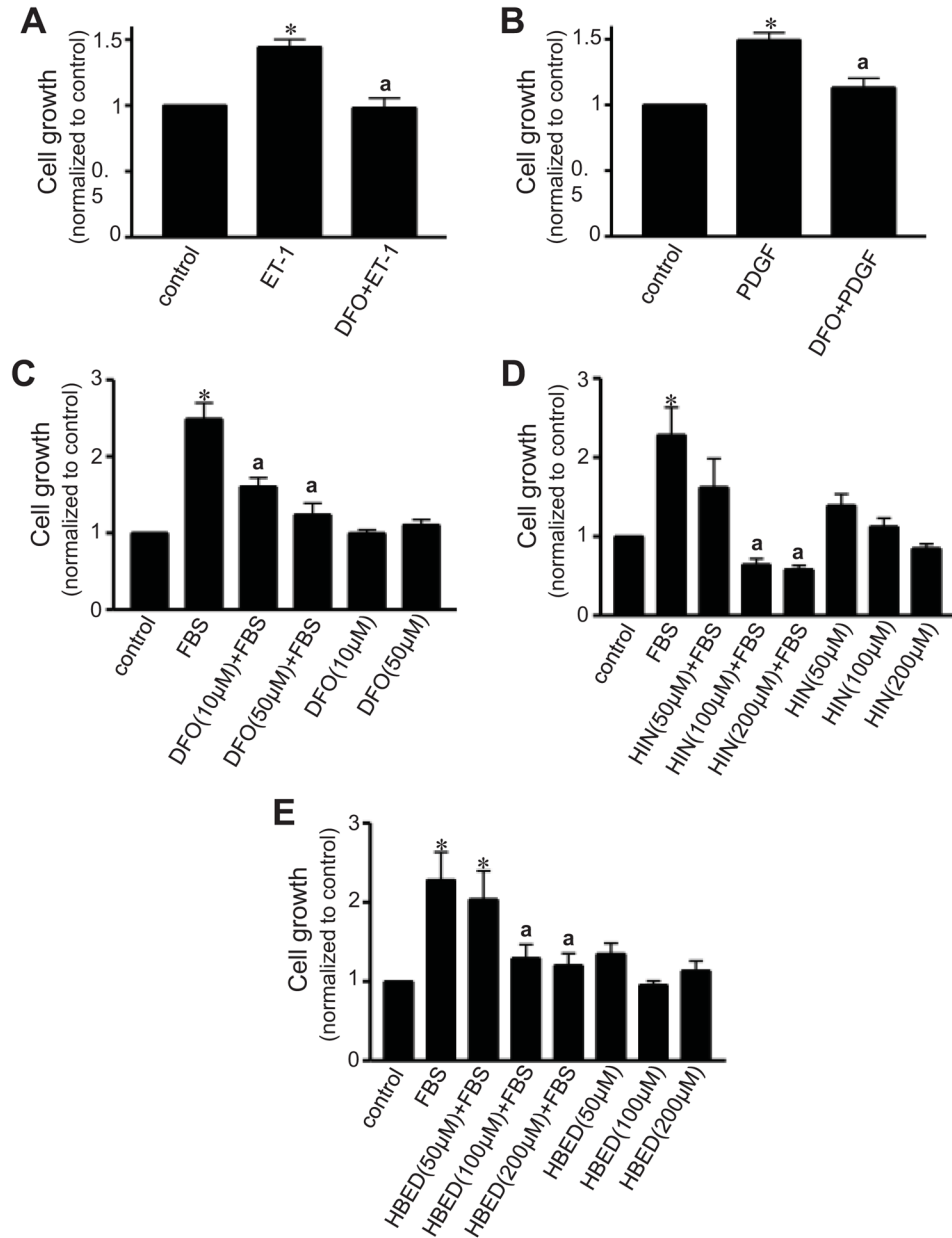 A
Cell growth
(normalized to control)
1.5
*
a
1
0.
5
0
control
ET-1
DFO+ET-1
B
Cell growth
(normalized to control)
1.5
*
a
1
0.
5
0
control
PDGF
DFO+PDGF
C
Cell growth
(normalized to control)
3
*
2
a
a
1
0
control
FBS
DFO(10µM)+FBS
DFO(50µM)+FBS
DFO(10µM)
DFO(50µM)
D
Cell growth
(normalized to control)
3
*
2
a
a
1
0
control
FBS
HIN(50µM)+FBS
HIN(100µM)+FBS
HIN(200µM)+FBS
HIN(50µM)
HIN(100µM)
HIN(200µM)
E
Cell growth
(normalized to control)
3
*
*
2
a
a
1
0
control
FBS
HBED(50µM)+FBS
HBED(100µM)+FBS
HBED(200µM)+FBS
HBED(50µM)
HBED(100µM)
HBED(200µM)